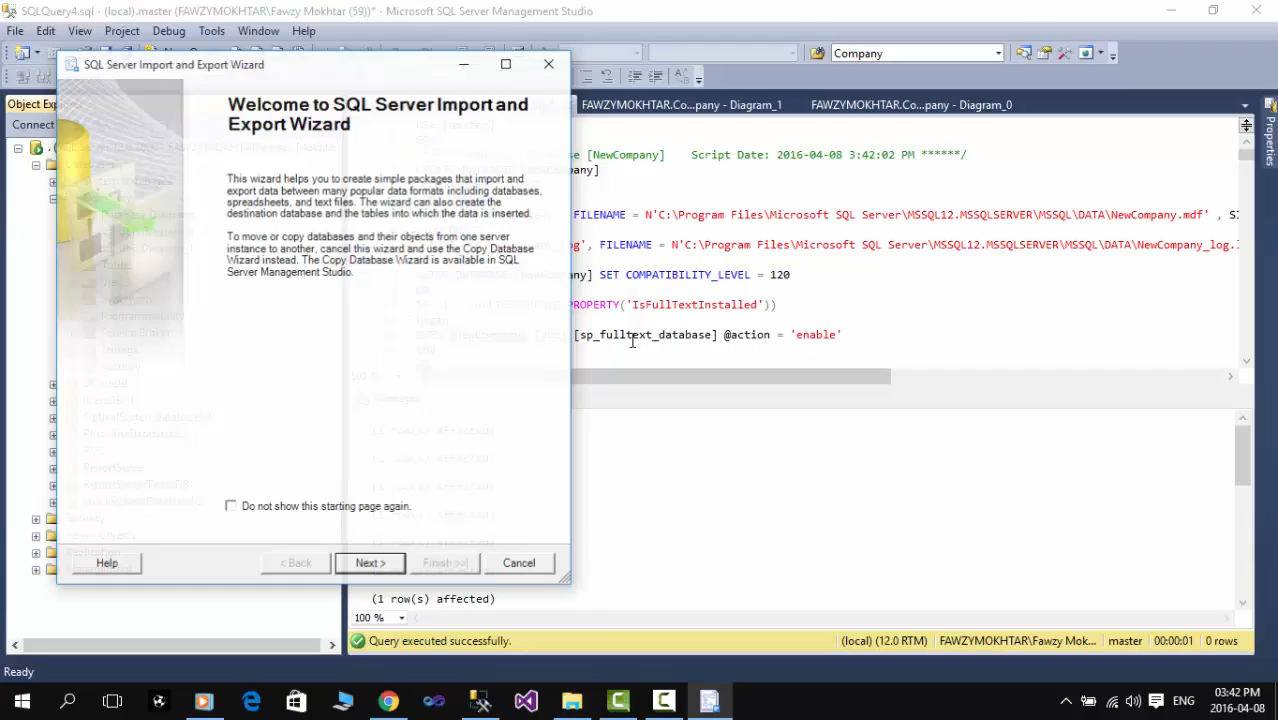 SQLQuery4.sql - (local).master (FAWZYMOKHTAR\Fawzy Mokhtar (59))* - Microsoft SQL Server Management Studio
File Edit View Project Debug Tools Window Help
Company
SQL Server Import and Export Wizard
Object Exp
FAWZYMOKHTAR.Co...pany - Diagram_1
FAWZYMOKHTAR.Co...pany - Diagram_0
Connect
Properties
Welcome to SQL Server Import and
Export Wizard
This wizard helps you to create simple packages that import and
export data between many popular data formats including databases,
spreadsheets, and text files. The wizard can also create the
destination database and the tables into which the data is inserted.
To move or copy databases and their objects from one server
instance to another, cancel this wizard and use the Copy Database
Wizard instead. The Copy Database Wizard is available in SQL
Server Management Studio.
Do not show this starting page again.
Help < Back Next > Finish >>| Cancel
[NewCompany] Script Date: 2016-04-08 3:42:02 PM ******/
FILENAME = N'C:\Program Files\Microsoft SQL Server\MSSQL12.MSSQLSERVER\MSSQL\DATA\NewCompany.mdf' , SI
FILENAME = N'C:\Program Files\Microsoft SQL Server\MSSQL12.MSSQLSERVER\MSSQL\DATA\NewCompany_log.l
SET COMPATIBILITY_LEVEL = 120
PROPERTY('IsFullTextInstalled'))
[sp_fulltext_database] @action = 'enable'
(1 row(s) affected)
100 %
Query executed successfully.
(local) (12.0 RTM) FAWZYMOKHTAR\Fawzy Mok... master 00:00:01 0 rows
Ready
ENG
03:42 PM
2016-04-08